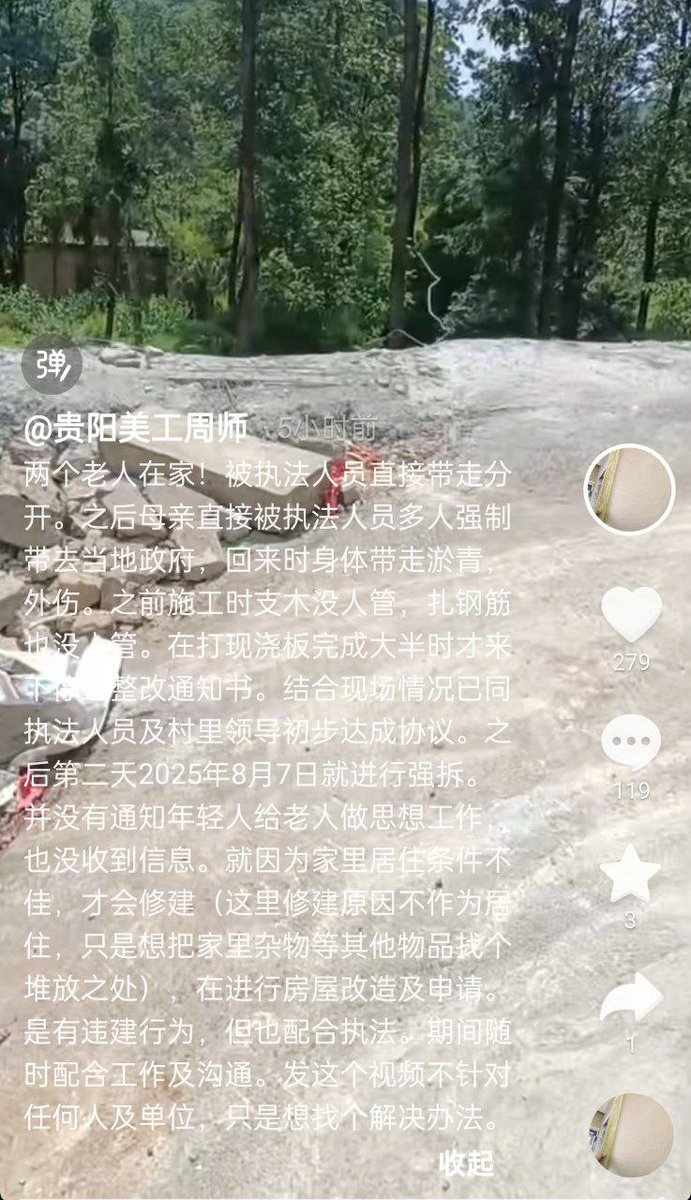 弹
@贵阳美工周师 · 5小时前
两个老人在家！被执法人员直接带走分
开。之后母亲直接被执法人员多人强制
带去当地政府，回来时身体带走淤青，
外伤。之前施工时支木没人管，扎钢筋
也没人管。在打现浇板完成大半时才来
整改通知书。结合现场情况已同
执法人员及村里领导初步达成协议。之
后第二天2025年8月7日就进行强拆。
并没有通知年轻人给老人做思想工作，
也没收到信息。就因为家里居住条件不
佳，才会修建（这里修建原因不作为居
住，只是想把家里杂物等其他物品找个
堆放之处），在进行房屋改造及申请。
是有违建行为，但也配合执法。期间随
时配合工作及沟通。发这个视频不针对
任何人及单位，只是想找个解决办法。
收起
279
119
3
1